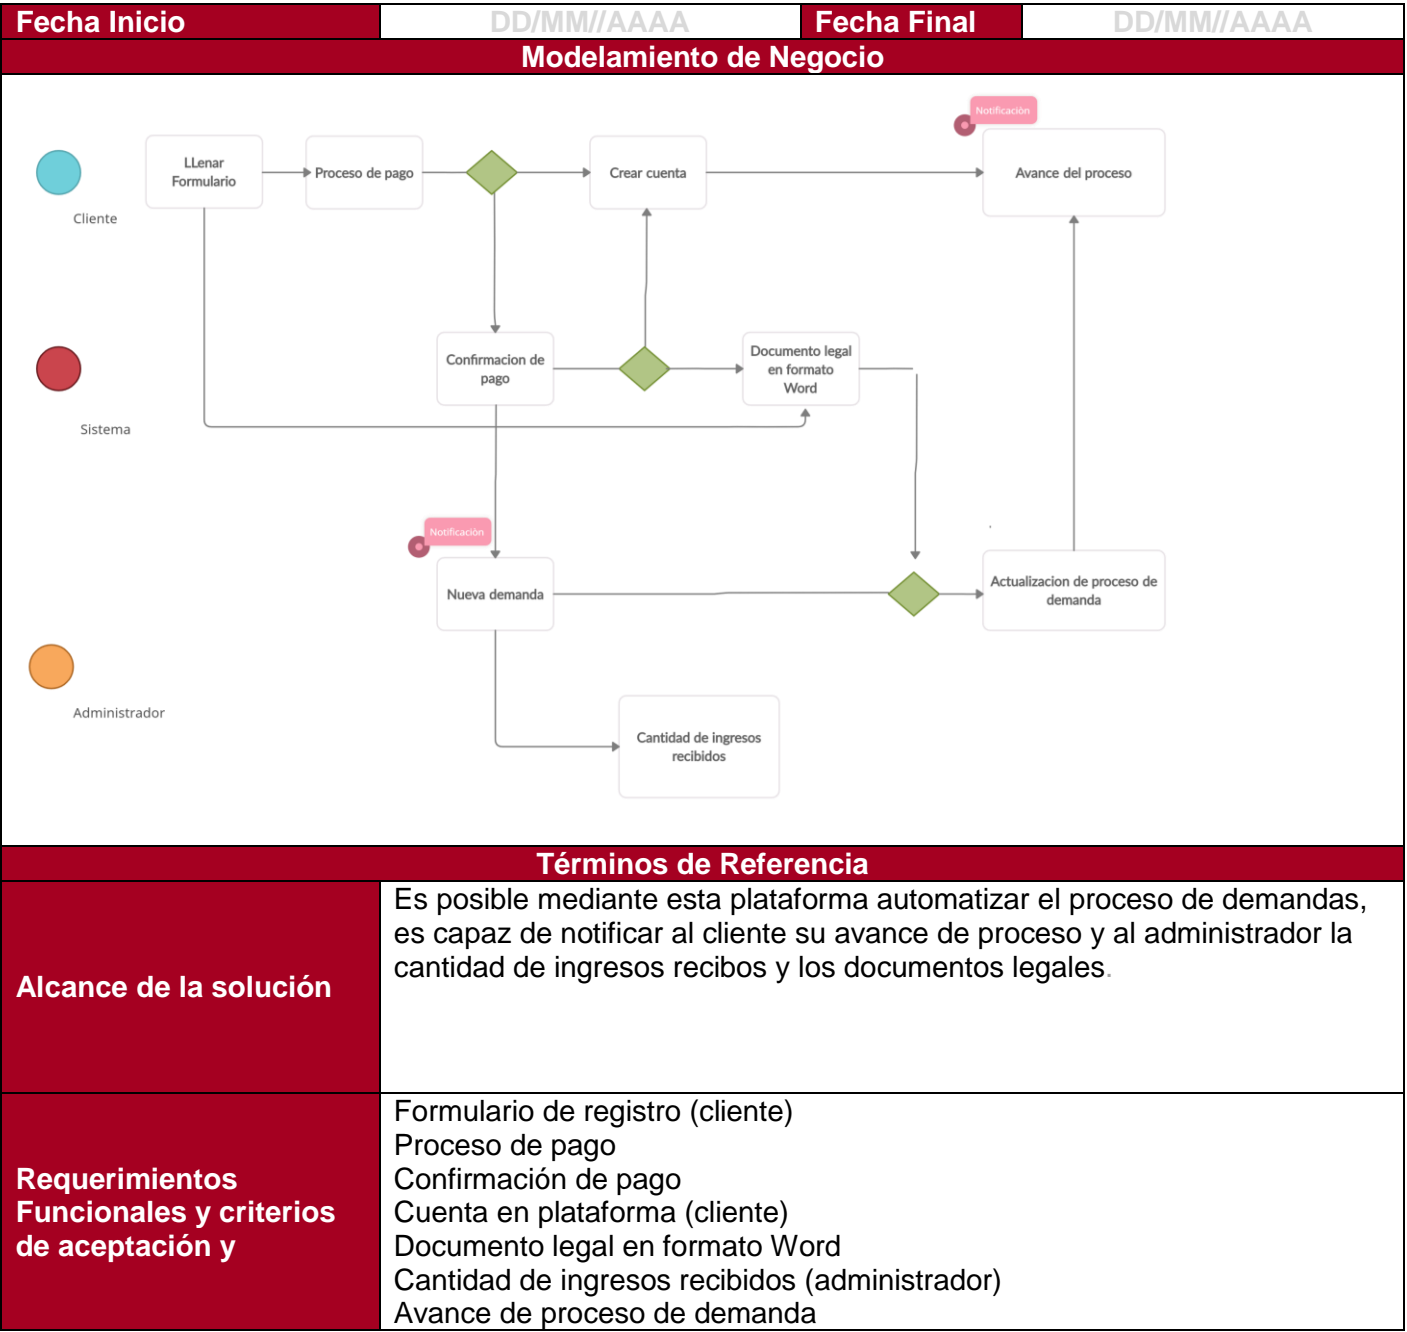 Fecha Inicio DD/MM//AAAA Fecha Final DD/MM//AAAA
Modelamiento de Negocio
Notificaciòn
LLenar
Formulario
Proceso de pago
Crear cuenta
Avance del proceso
Cliente
Confirmacion de
pago
Documento legal
en formato
Word
Sistema
Notificaciòn
Nueva demanda
Actualizacion de proceso de
demanda
Administrador
Cantidad de ingresos
recibidos
Términos de Referencia
Alcance de la solución
Es posible mediante esta plataforma automatizar el proceso de demandas,
es capaz de notificar al cliente su avance de proceso y al administrador la
cantidad de ingresos recibos y los documentos legales.
Requerimientos
Funcionales y criterios
de aceptación y
Formulario de registro (cliente)
Proceso de pago
Confirmación de pago
Cuenta en plataforma (cliente)
Documento legal en formato Word
Cantidad de ingresos recibidos (administrador)
Avance de proceso de demanda